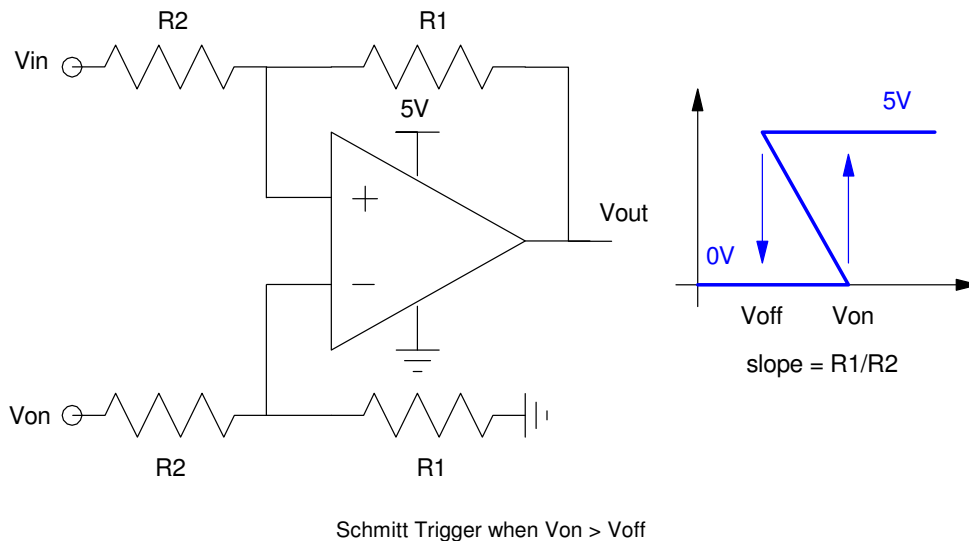 R2
R1
Vin
5V
+
−
Vout
Von
R2
R1
5V
0V
Voff
Von
slope = R1/R2
Schmitt Trigger when Von > Voff